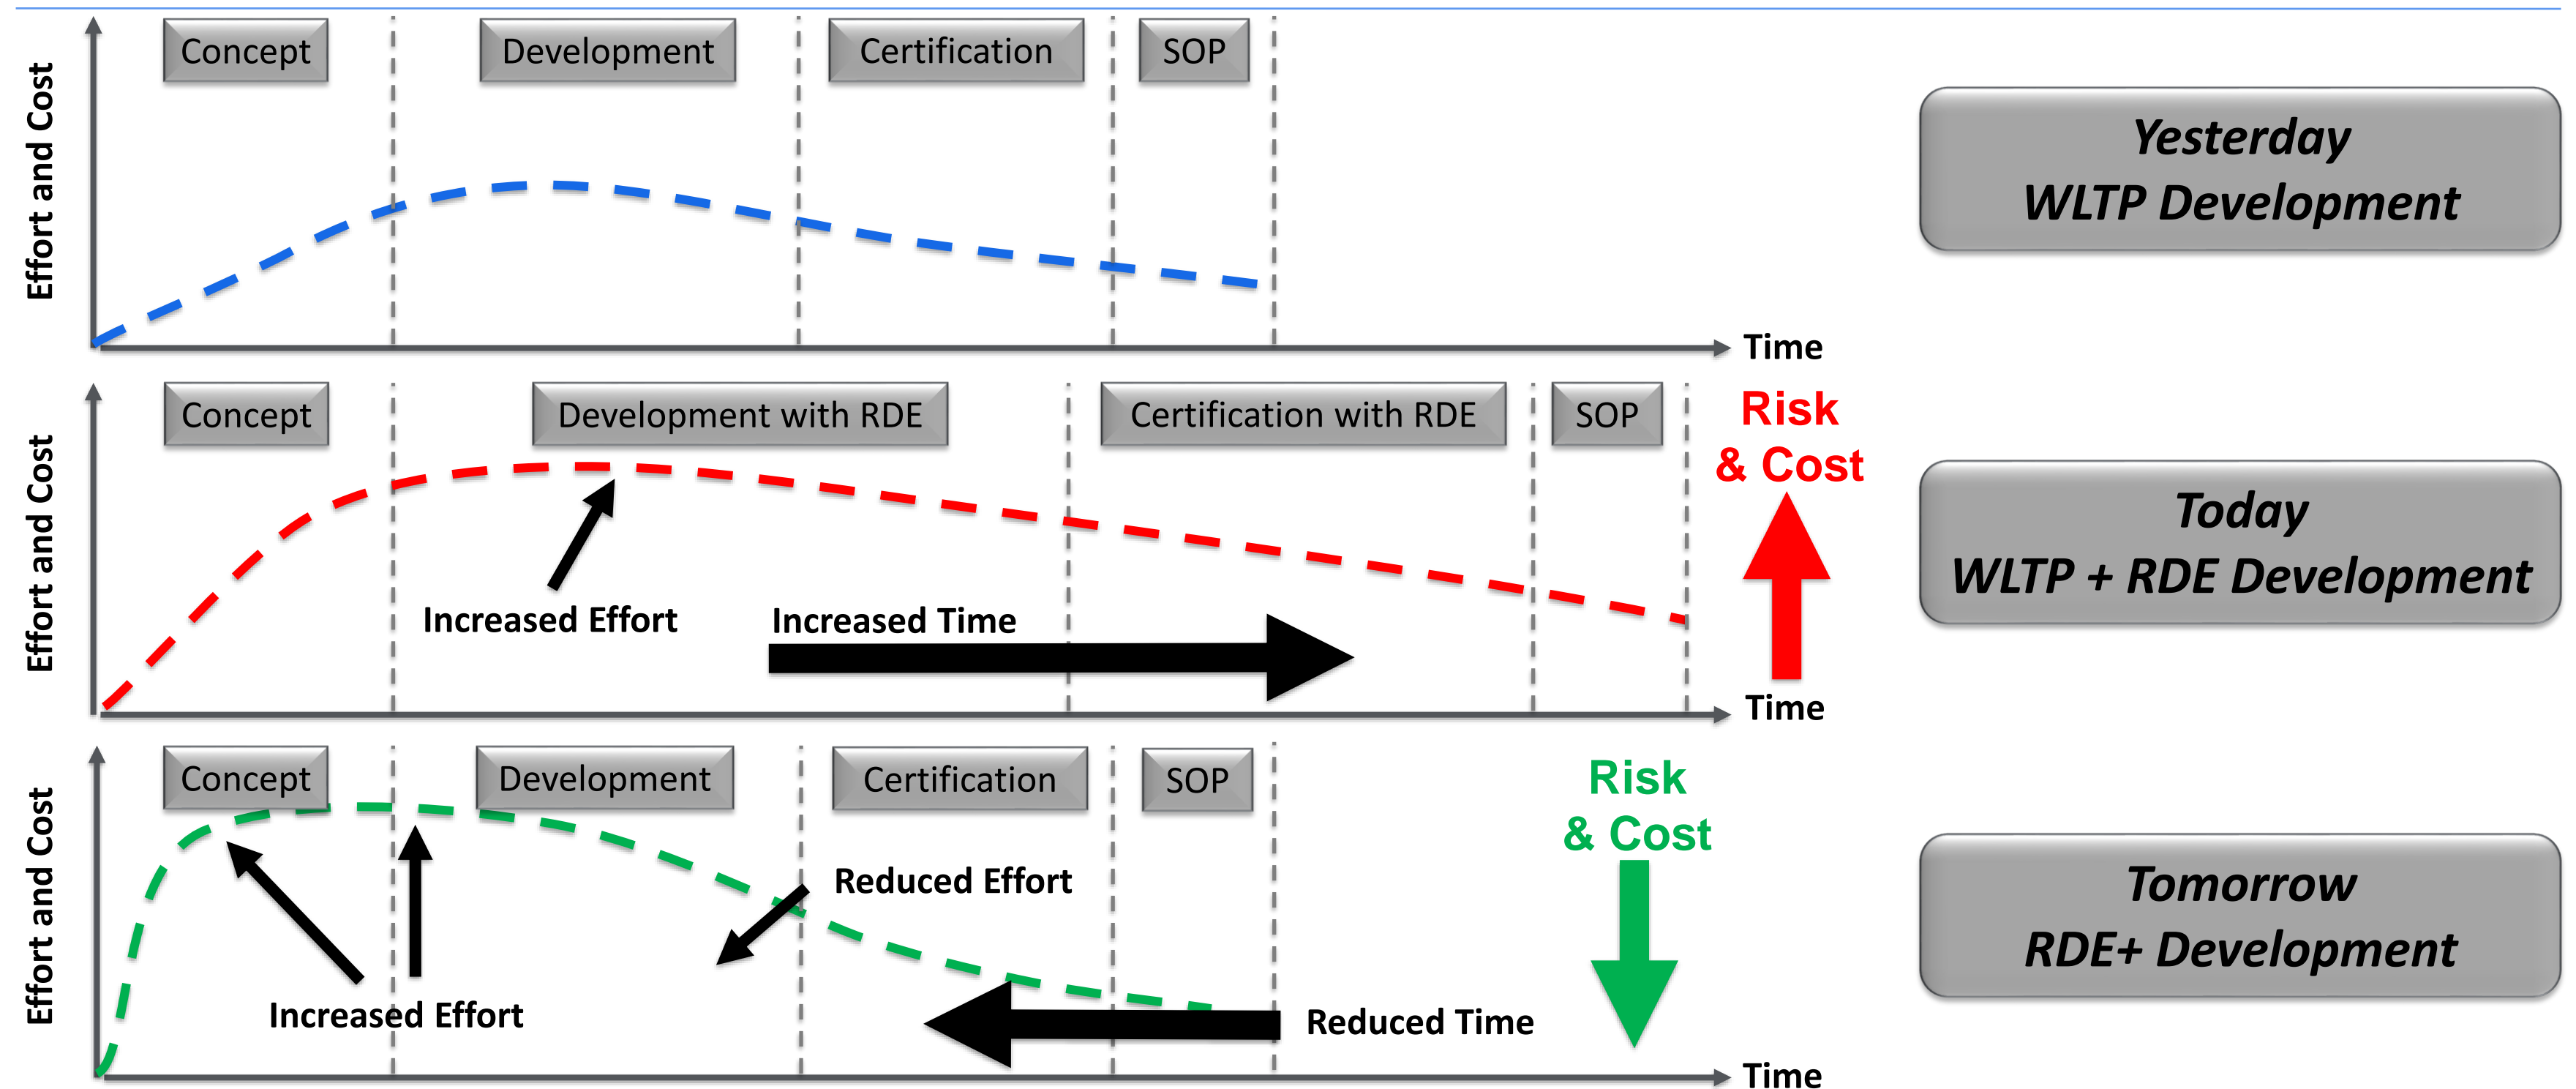 Concept
Development
Certification
SOP
Effort and Cost
Time
Yesterday
WLTP Development
Concept
Development with RDE
Certification with RDE
SOP
Effort and Cost
Increased Effort
Increased Time
Risk
& Cost
Time
Today
WLTP + RDE Development
Concept
Development
Certification
SOP
Effort and Cost
Increased Effort
Reduced Effort
Reduced Time
Risk
& Cost
Time
Tomorrow
RDE+ Development